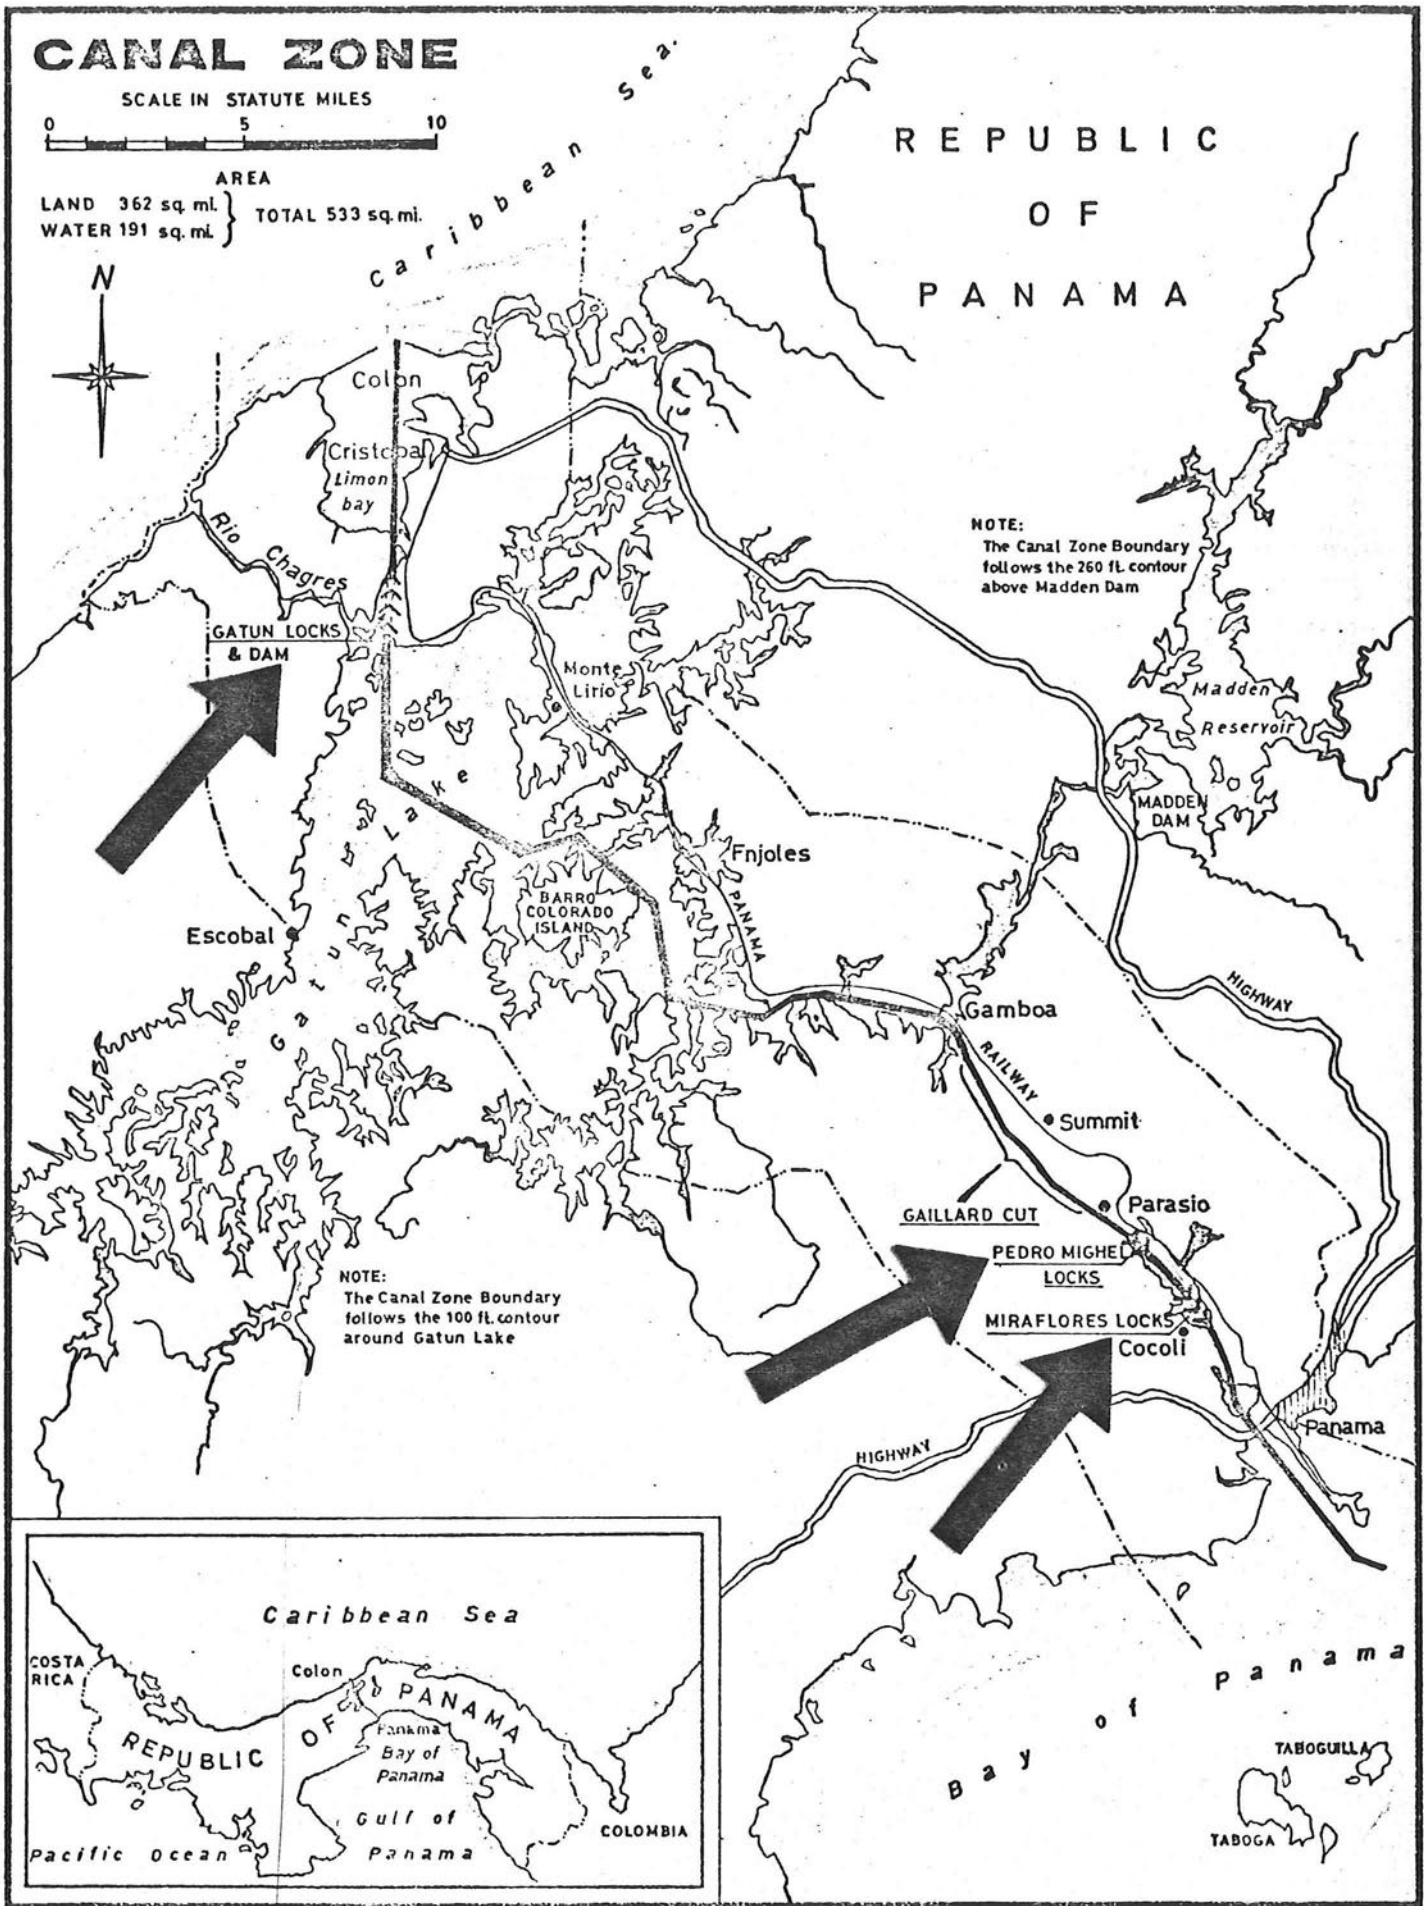 CANAL ZONE
SCALE IN STATUTE MILES
0 5 10
AREA
LAND 362 sq. mi.
WATER 191 sq. mi.
TOTAL 533 sq. mi.
N
Caribbean Sea.
REPUBLIC
OF
PANAMA
Colon
Cristobal
Limon
bay
Rio Chagres
GATUN LOCKS
& DAM
NOTE:
The Canal Zone Boundary
follows the 260 ft. contour
above Madden Dam
Monte
Lirio
Madden
Reservoir
MADDEN
DAM
Gatun Lake
Fnjoles
BARRO
COLORADO
ISLAND
PANAMA
Escobal
HIGHWAY
Gamboa
RAILWAY
Summit
Parasio
GAILLARD CUT
PEDRO MIGHEL
LOCKS
MIRAFLORES LOCKS
Cocoli
NOTE:
The Canal Zone Boundary
follows the 100 ft. contour
around Gatun Lake
Panama
HIGHWAY
Bay of Panama
TABOGUILLA
TABOGA
Caribbean Sea
COSTA
RICA
Colon
REPUBLIC OF PANAMA
Pankma
Bay of
Panama
Gulf of
Panama
COLOMBIA
Pacific Ocean